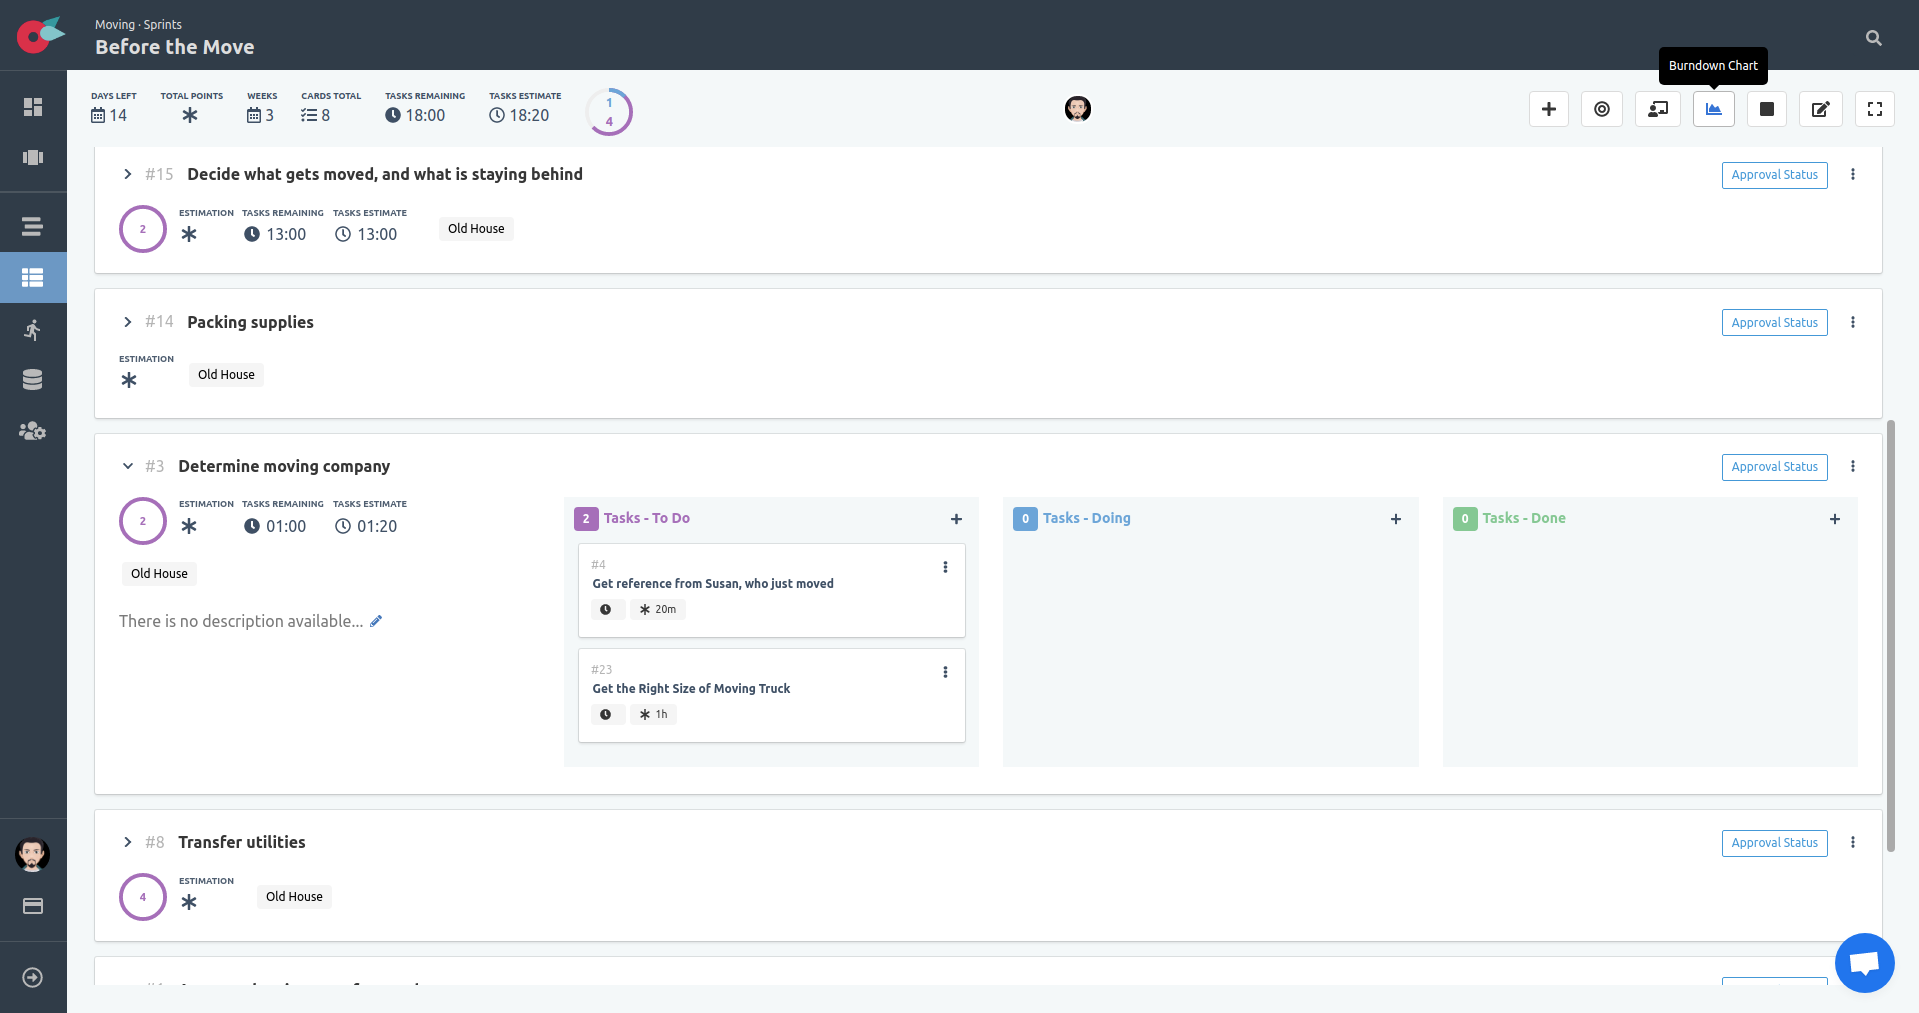 Moving · Sprints
Before the Move
Burndown Chart
DAYS LEFT
14
TOTAL POINTS
WEEKS
3
CARDS TOTAL
8
TASKS REMAINING
18:00
TASKS ESTIMATE
18:20
1
4
#15 Decide what gets moved, and what is staying behind
Approval Status
2
ESTIMATION
TASKS REMAINING
13:00
TASKS ESTIMATE
13:00
Old House
#14 Packing supplies
Approval Status
ESTIMATION
Old House
#3 Determine moving company
Approval Status
2
ESTIMATION
TASKS REMAINING
01:00
TASKS ESTIMATE
01:20
Old House
There is no description available...
2 Tasks - To Do
#4
Get reference from Susan, who just moved
20m
#23
Get the Right Size of Moving Truck
1h
0 Tasks - Doing
0 Tasks - Done
#8 Transfer utilities
Approval Status
4
ESTIMATION
Old House